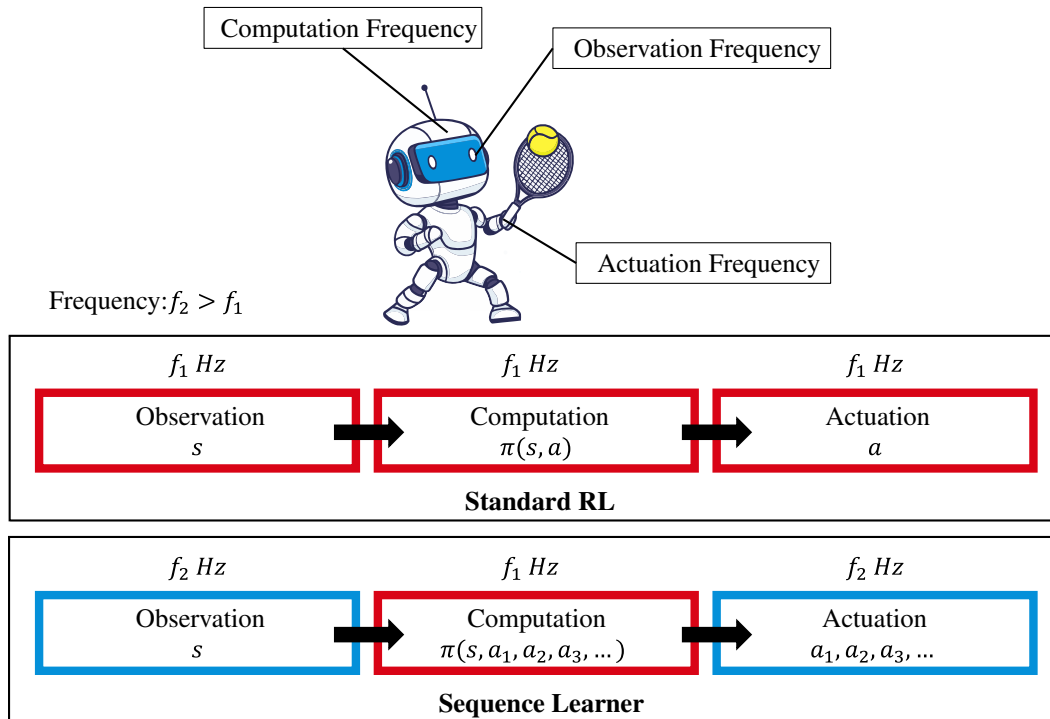 Computation Frequency
Observation Frequency
Actuation Frequency
Frequency:f₂ > f₁
f₁ Hz
f₁ Hz
f₁ Hz
Observation
s
Computation
π(s, a)
Actuation
a
Standard RL
f₂ Hz
f₁ Hz
f₂ Hz
Observation
s
Computation
π(s, a₁, a₂, a₃, … )
Actuation
a₁, a₂, a₃, …
Sequence Learner